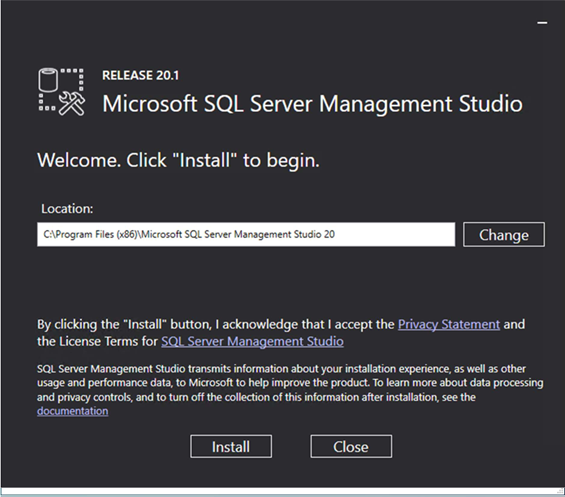 RELEASE 20.1
Microsoft SQL Server Management Studio
Welcome. Click "Install" to begin.
Location:
C:\Program Files (x86)\Microsoft SQL Server Management Studio 20
Change
By clicking the "Install" button, I acknowledge that I accept the Privacy Statement and
the License Terms for SQL Server Management Studio
SQL Server Management Studio transmits information about your installation experience, as well as other
usage and performance data, to Microsoft to help improve the product. To learn more about data processing
and privacy controls, and to turn off the collection of this information after installation, see the
documentation
Install
Close